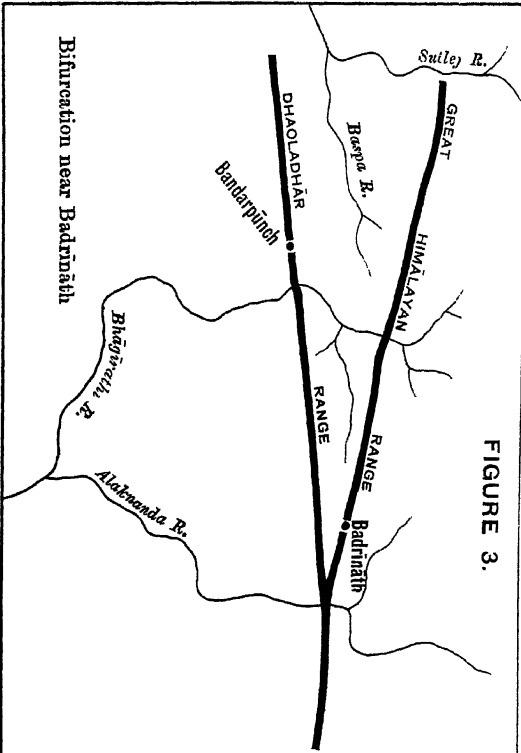 FIGURE 3.
Sutlej R.
GREAT HIMĀLAYAN RANGE
Baspa R.
DHAOLADHĀR RANGE
Bandarpūnch
Badrīnāth
Bhāgīrathi R.
Alaknanda R.
Bifurcation near Badrīnāth